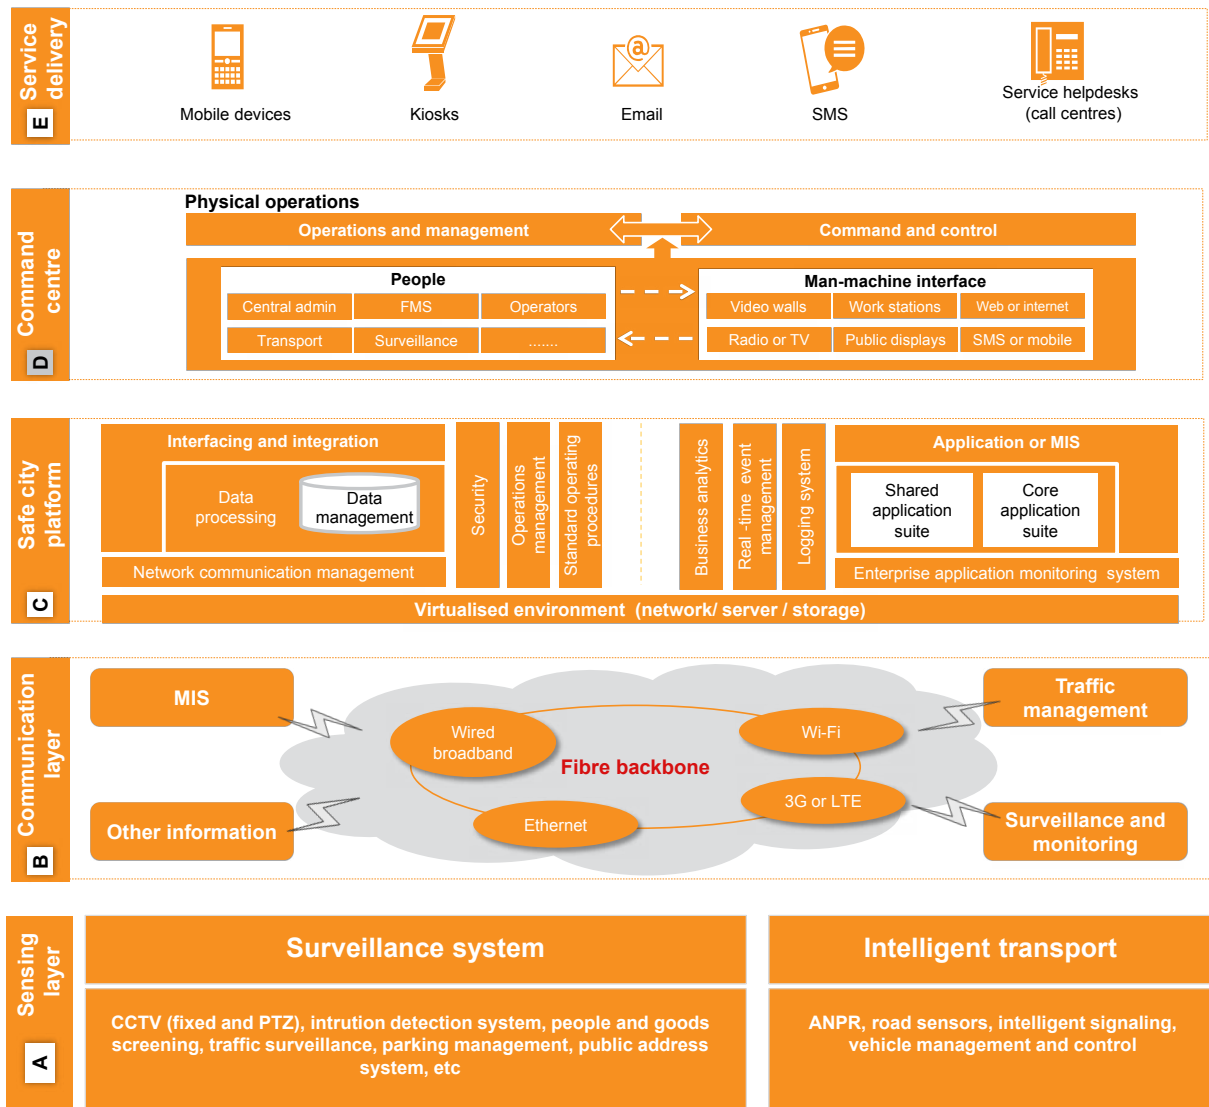 Service
delivery
E
Mobile devices
Kiosks
@
Email
SMS
Service helpdesks
(call centres)
Command
centre
D
Physical operations
Operations and management
Command and control
People
Central admin
FMS
Operators
Transport
Surveillance
.......
Man-machine interface
Video walls
Work stations
Web or internet
Radio or TV
Public displays
SMS or mobile
Safe city
platform
C
Interfacing and integration
Data
processing
Data
management
Network communication management
Security
Operations
management
Standard operating
procedures
Business analytics
Real -time event
management
Logging system
Application or MIS
Shared
application
suite
Core
application
suite
Enterprise application monitoring system
Virtualised environment (network/ server / storage)
Communication
layer
B
MIS
Other information
Wired
broadband
Wi-Fi
Fibre backbone
3G or LTE
Ethernet
Traffic
management
Surveillance and
monitoring
Sensing
layer
A
Surveillance system
CCTV (fixed and PTZ), intrution detection system, people and goods
screening, traffic surveillance, parking management, public address
system, etc
Intelligent transport
ANPR, road sensors, intelligent signaling,
vehicle management and control